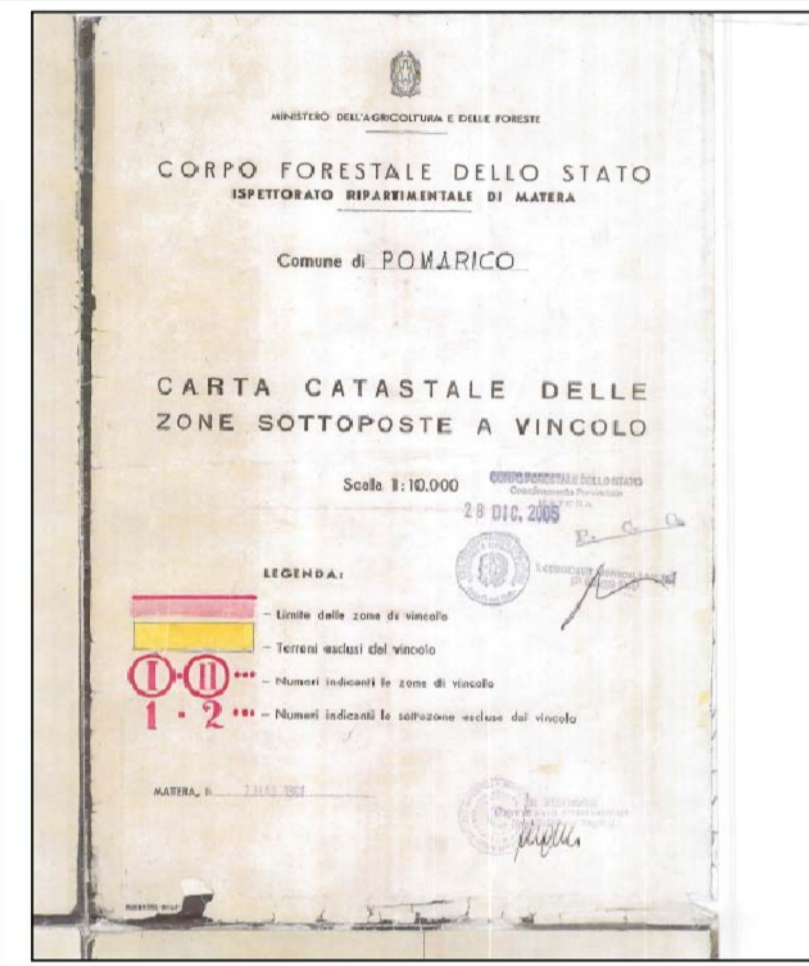 MINISTERO DELL'AGRICOLTURA E DELLE FORESTE
CORPO FORESTALE DELLO STATO
ISPETTORATO RIPARTIMENTALE DI MATERA
Comune di POMARICO
CARTA CATASTALE DELLE
ZONE SOTTOPOSTE A VINCOLO
Scala 1:10.000
CORPO FORESTALE DELLO STATO
Coordinamento Provinciale
MATERA
28 DIC. 2005
P. C. C.
LEGENDA:
– Limite delle zone di vincolo
– Terreni esclusi dal vincolo
I · II ··· – Numeri indicanti le zone di vincolo
1 · 2 ··· – Numeri indicanti le sottozone escluse dal vincolo
MATERA, li